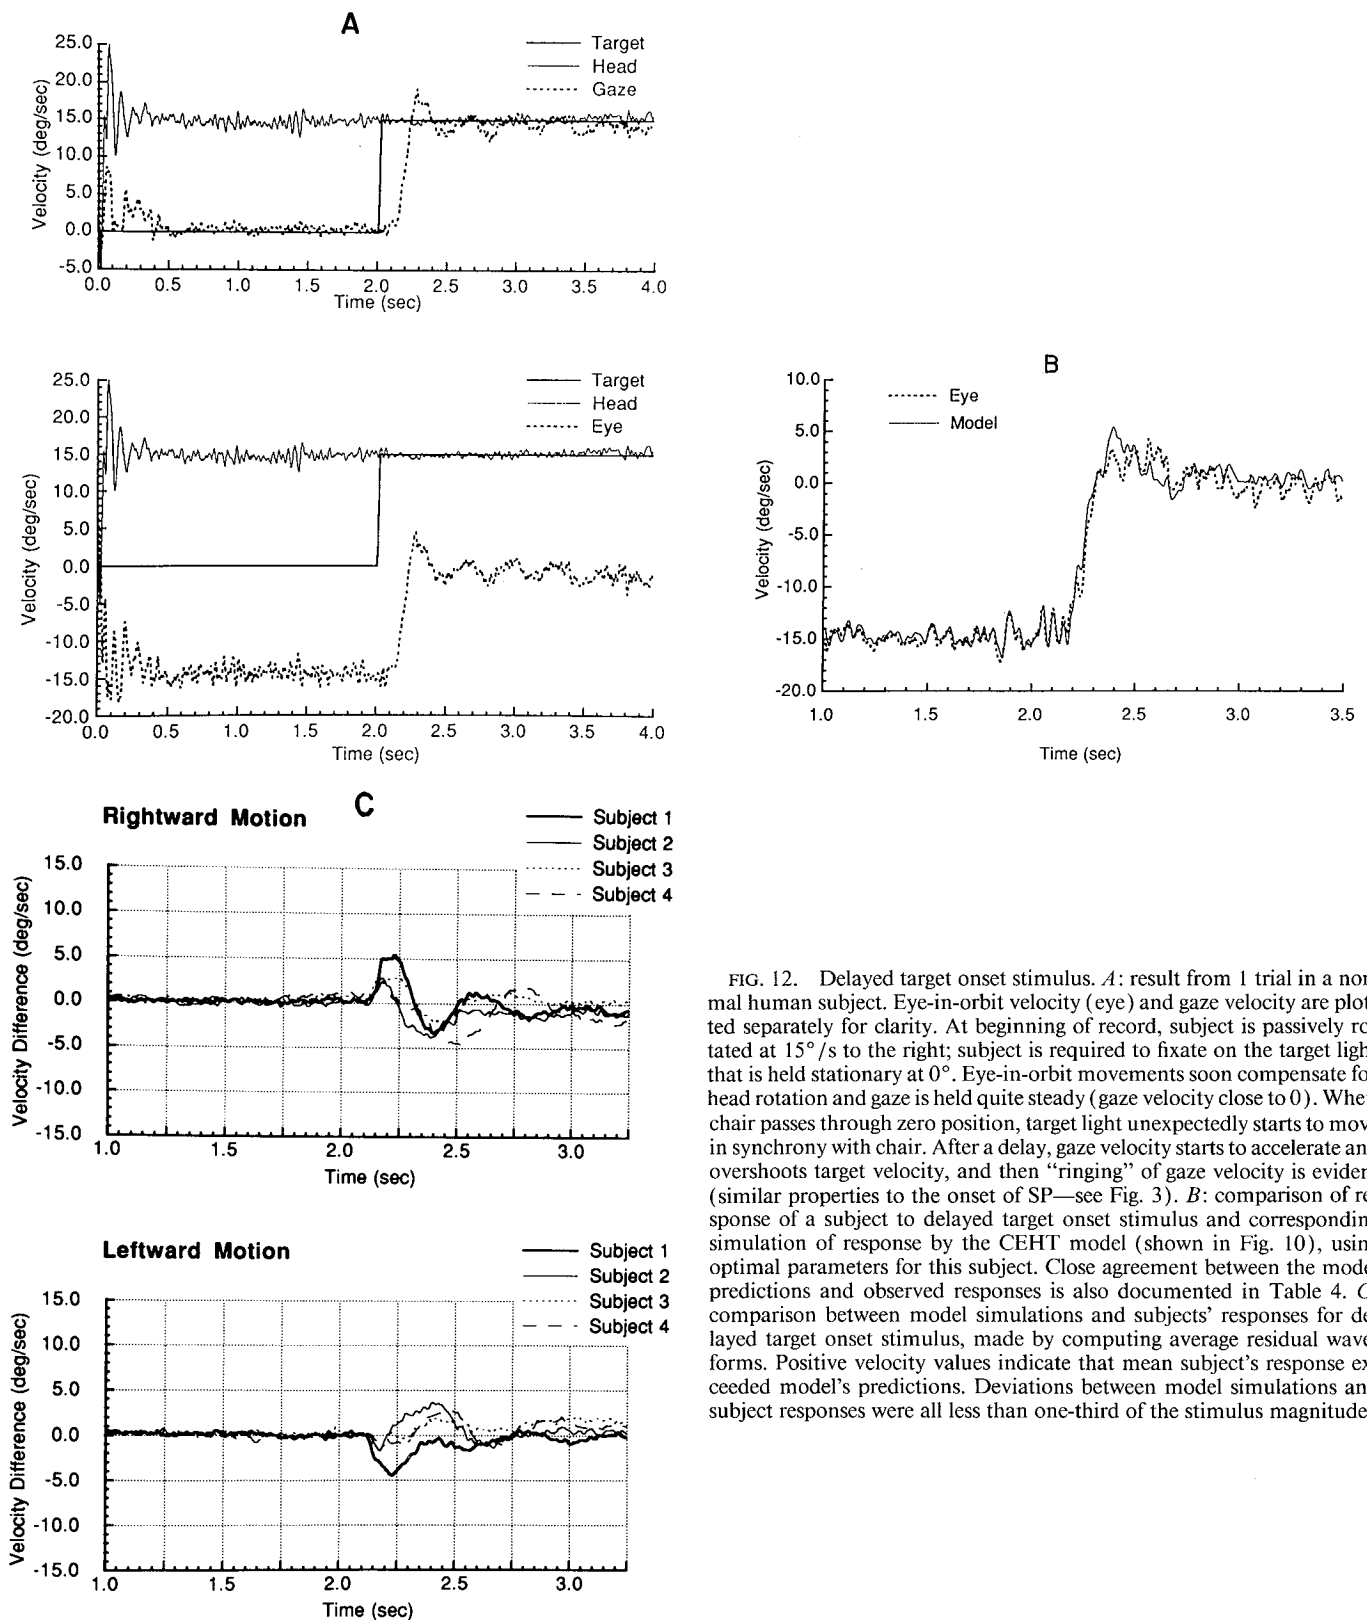 A
25.0
20.0
15.0
10.0
5.0
0.0
-5.0
Velocity (deg/sec)
Target
Head
Gaze
0.0 0.5 1.0 1.5 2.0 2.5 3.0 3.5 4.0
Time (sec)
25.0
20.0
15.0
10.0
5.0
0.0
-5.0
-10.0
-15.0
-20.0
Velocity (deg/sec)
Target
Head
Eye
0.0 0.5 1.0 1.5 2.0 2.5 3.0 3.5 4.0
Time (sec)
B
10.0
5.0
0.0
-5.0
-10.0
-15.0
-20.0
Velocity (deg/sec)
Eye
Model
1.0 1.5 2.0 2.5 3.0 3.5
Time (sec)
Rightward Motion C
Subject 1
Subject 2
Subject 3
Subject 4
15.0
10.0
5.0
0.0
-5.0
-10.0
-15.0
Velocity Difference (deg/sec)
1.0 1.5 2.0 2.5 3.0
Time (sec)
Leftward Motion
Subject 1
Subject 2
Subject 3
Subject 4
15.0
10.0
5.0
0.0
-5.0
-10.0
-15.0
Velocity Difference (deg/sec)
1.0 1.5 2.0 2.5 3.0
Time (sec)
FIG. 12. Delayed target onset stimulus. A: result from 1 trial in a nor
mal human subject. Eye-in-orbit velocity (eye) and gaze velocity are plot
ted separately for clarity. At beginning of record, subject is passively ro
tated at 15°/s to the right; subject is required to fixate on the target ligh
that is held stationary at 0°. Eye-in-orbit movements soon compensate fo
head rotation and gaze is held quite steady (gaze velocity close to 0). Whe
chair passes through zero position, target light unexpectedly starts to mov
in synchrony with chair. After a delay, gaze velocity starts to accelerate an
overshoots target velocity, and then “ringing” of gaze velocity is eviden
(similar properties to the onset of SP—see Fig. 3). B: comparison of re
sponse of a subject to delayed target onset stimulus and correspondin
simulation of response by the CEHT model (shown in Fig. 10), usin
optimal parameters for this subject. Close agreement between the mode
predictions and observed responses is also documented in Table 4. C
comparison between model simulations and subjects' responses for de
layed target onset stimulus, made by computing average residual wave
forms. Positive velocity values indicate that mean subject's response ex
ceeded model's predictions. Deviations between model simulations an
subject responses were all less than one-third of the stimulus magnitude